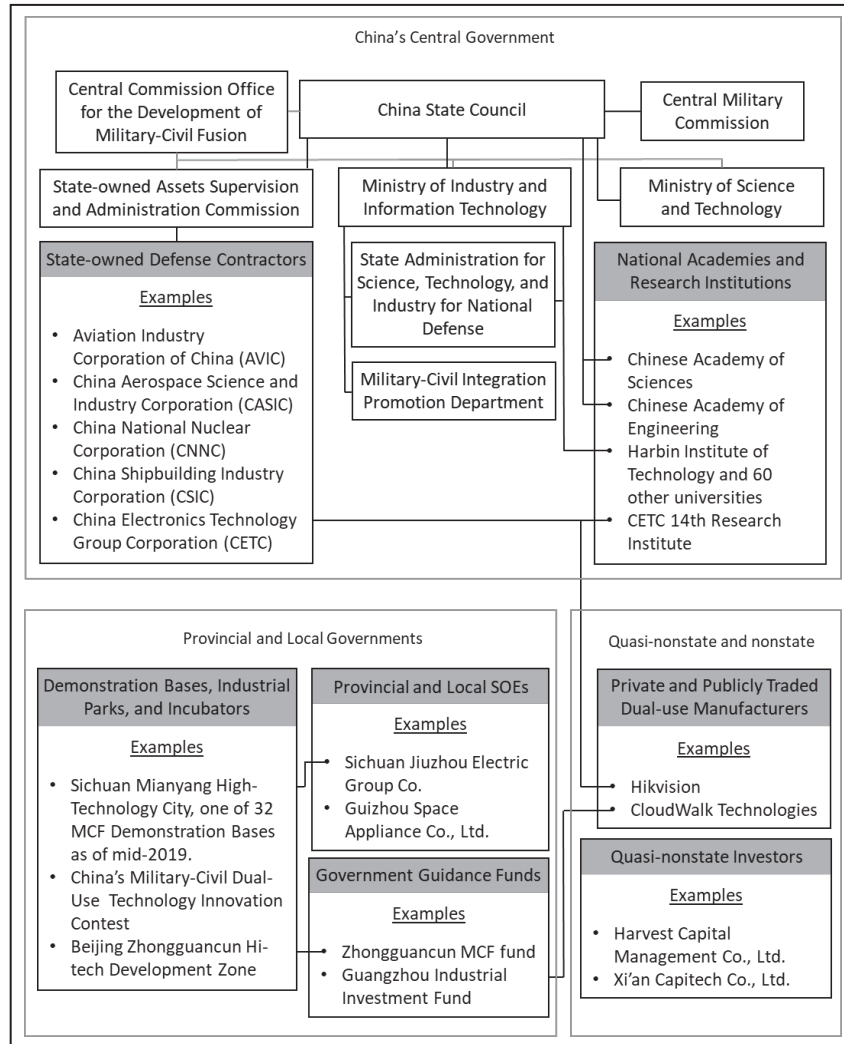 China's Central Government
Central Commission Office
for the Development of
Military-Civil Fusion
China State Council
Central Military
Commission
State-owned Assets Supervision
and Administration Commission
Ministry of Industry and
Information Technology
Ministry of Science
and Technology
State-owned Defense Contractors
Examples
• Aviation Industry
Corporation of China (AVIC)
• China Aerospace Science and
Industry Corporation (CASIC)
• China National Nuclear
Corporation (CNNC)
• China Shipbuilding Industry
Corporation (CSIC)
• China Electronics Technology
Group Corporation (CETC)
State Administration for
Science, Technology, and
Industry for National
Defense
Military-Civil Integration
Promotion Department
National Academies and
Research Institutions
Examples
• Chinese Academy of
Sciences
• Chinese Academy of
Engineering
• Harbin Institute of
Technology and 60
other universities
• CETC 14th Research
Institute
Provincial and Local Governments
Demonstration Bases, Industrial
Parks, and Incubators
Examples
• Sichuan Mianyang High-
Technology City, one of 32
MCF Demonstration Bases
as of mid-2019.
• China's Military-Civil Dual-
Use Technology Innovation
Contest
• Beijing Zhongguancun Hi-
tech Development Zone
Provincial and Local SOEs
Examples
• Sichuan Jiuzhou Electric
Group Co.
• Guizhou Space
Appliance Co., Ltd.
Government Guidance Funds
Examples
• Zhongguancun MCF fund
• Guangzhou Industrial
Investment Fund
Quasi-nonstate and nonstate
Private and Publicly Traded
Dual-use Manufacturers
Examples
• Hikvision
• CloudWalk Technologies
Quasi-nonstate Investors
Examples
• Harvest Capital
Management Co., Ltd.
• Xi'an Capitech Co., Ltd.